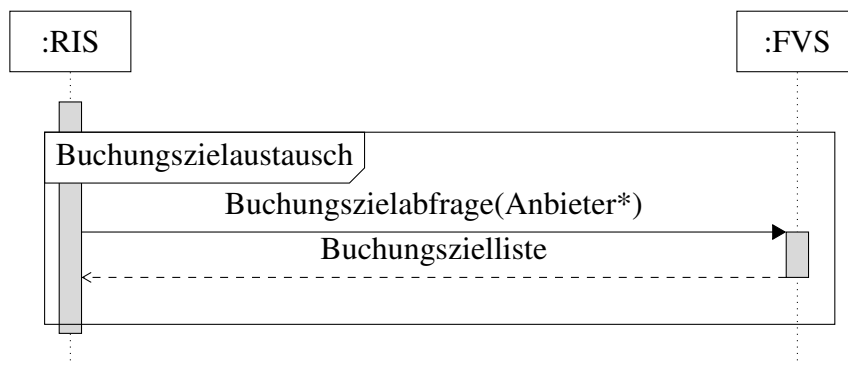 :RIS
:FVS
Buchungszielaustausch
Buchungszielabfrage(Anbieter*)
Buchungszielliste